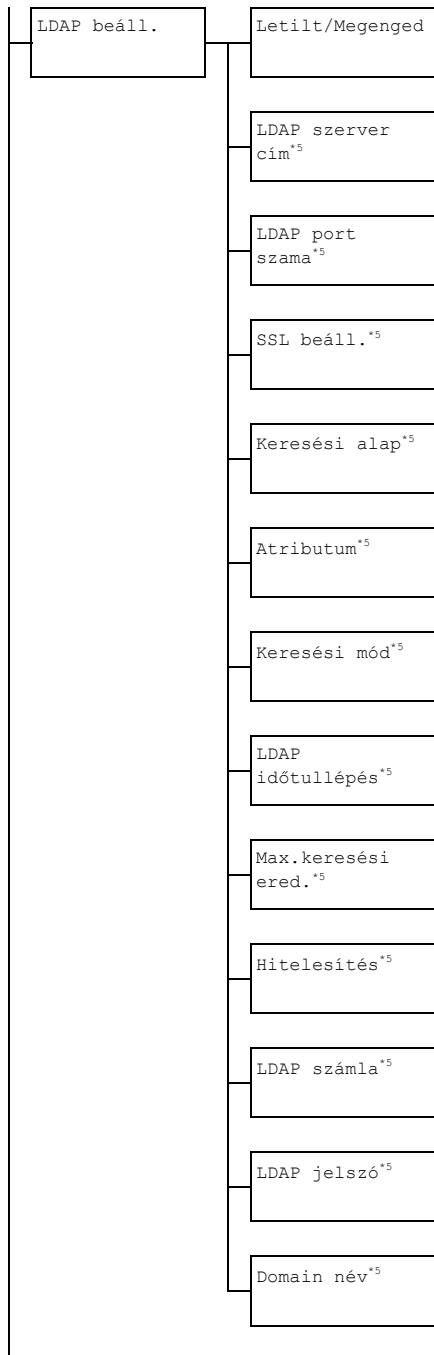 LDAP beáll.
Letilt/Megenged
LDAP szerver
cím*5
LDAP port
szama*5
SSL beáll.*5
Keresési alap*5
Atributum*5
Keresési mód*5
LDAP
időtullépés*5
Max.keresési
ered.*5
Hitelesítés*5
LDAP számla*5
LDAP jelszó*5
Domain név*5